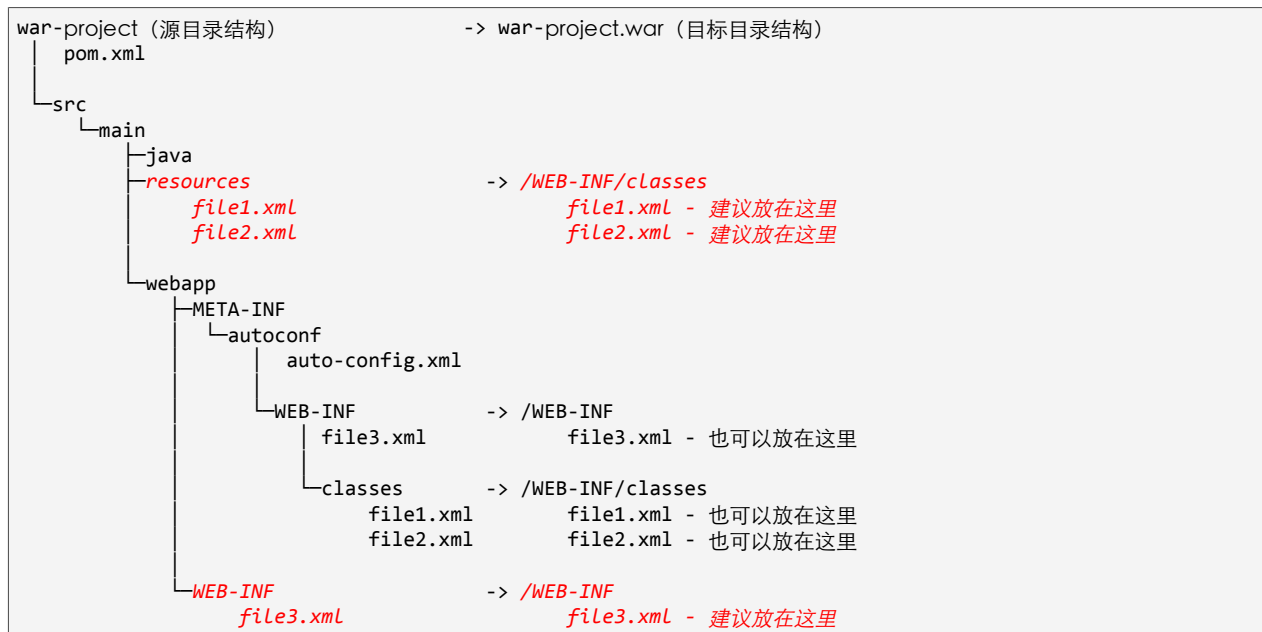 war-project（源目录结构） -> war-project.war（目标目录结构）
│ pom.xml
│
└─src
└─main
├─java
├─resources -> /WEB-INF/classes
│ file1.xml file1.xml - 建议放在这里
│ file2.xml file2.xml - 建议放在这里
│
└─webapp
├─META-INF
│ └─autoconf
│ │ auto-config.xml
│ │
│ └─WEB-INF -> /WEB-INF
│ │ file3.xml file3.xml - 也可以放在这里
│ │
│ └─classes -> /WEB-INF/classes
│ file1.xml file1.xml - 也可以放在这里
│ file2.xml file2.xml - 也可以放在这里
│
└─WEB-INF -> /WEB-INF
file3.xml file3.xml - 建议放在这里